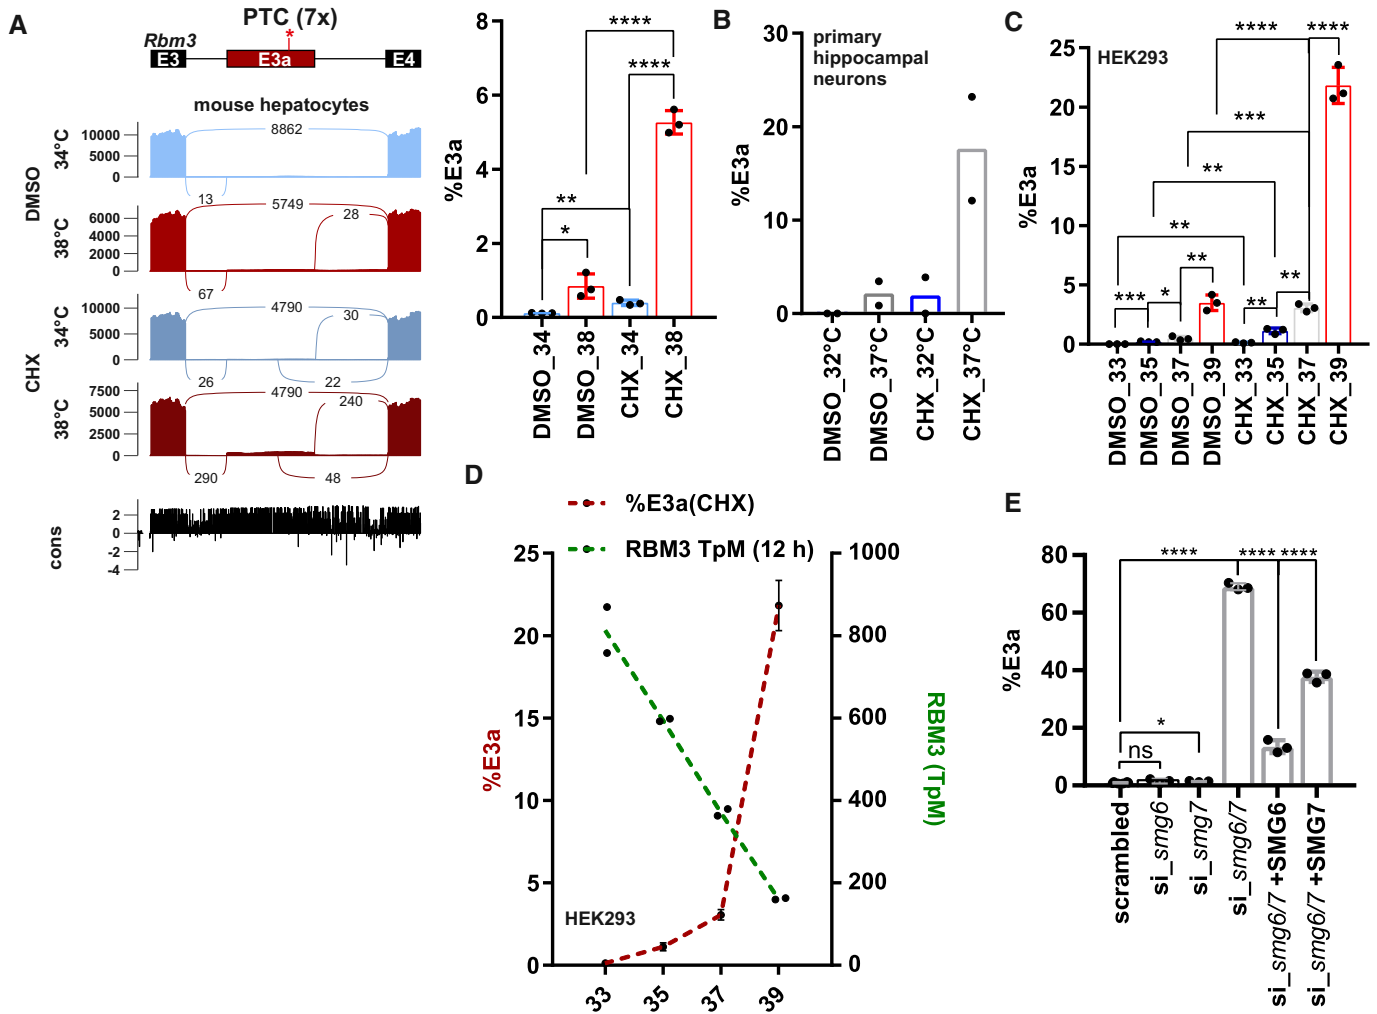 A
PTC (7x)
*
Rbm3
E3
E3a
E4
mouse hepatocytes
DMSO
34°C
10000
5000
0
8862
13
38°C
6000
4000
2000
0
5749
28
67
CHX
34°C
10000
5000
0
4790
30
26
22
38°C
7500
5000
2500
0
4790
240
290
48
cons
2
0
-2
-4
%E3a
8
6
4
2
0
****
****
**
*
DMSO_34
DMSO_38
CHX_34
CHX_38
B
primary
hippocampal
neurons
%E3a
30
20
10
0
DMSO_32°C
DMSO_37°C
CHX_32°C
CHX_37°C
C
HEK293
%E3a
25
20
15
10
5
0
****
****
***
**
**
**
***
*
**
**
DMSO_33
DMSO_35
DMSO_37
DMSO_39
CHX_33
CHX_35
CHX_37
CHX_39
D
%E3a(CHX)
RBM3 TpM (12 h)
%E3a
25
20
15
10
5
0
1000
800
600
400
200
0
RBM3 (TpM)
HEK293
33
35
37
39
E
%E3a
80
60
40
20
0
****
****
****
*
ns
scrambled
si_smg6
si_smg7
si_smg6/7
si_smg6/7 +SMG6
si_smg6/7 +SMG7